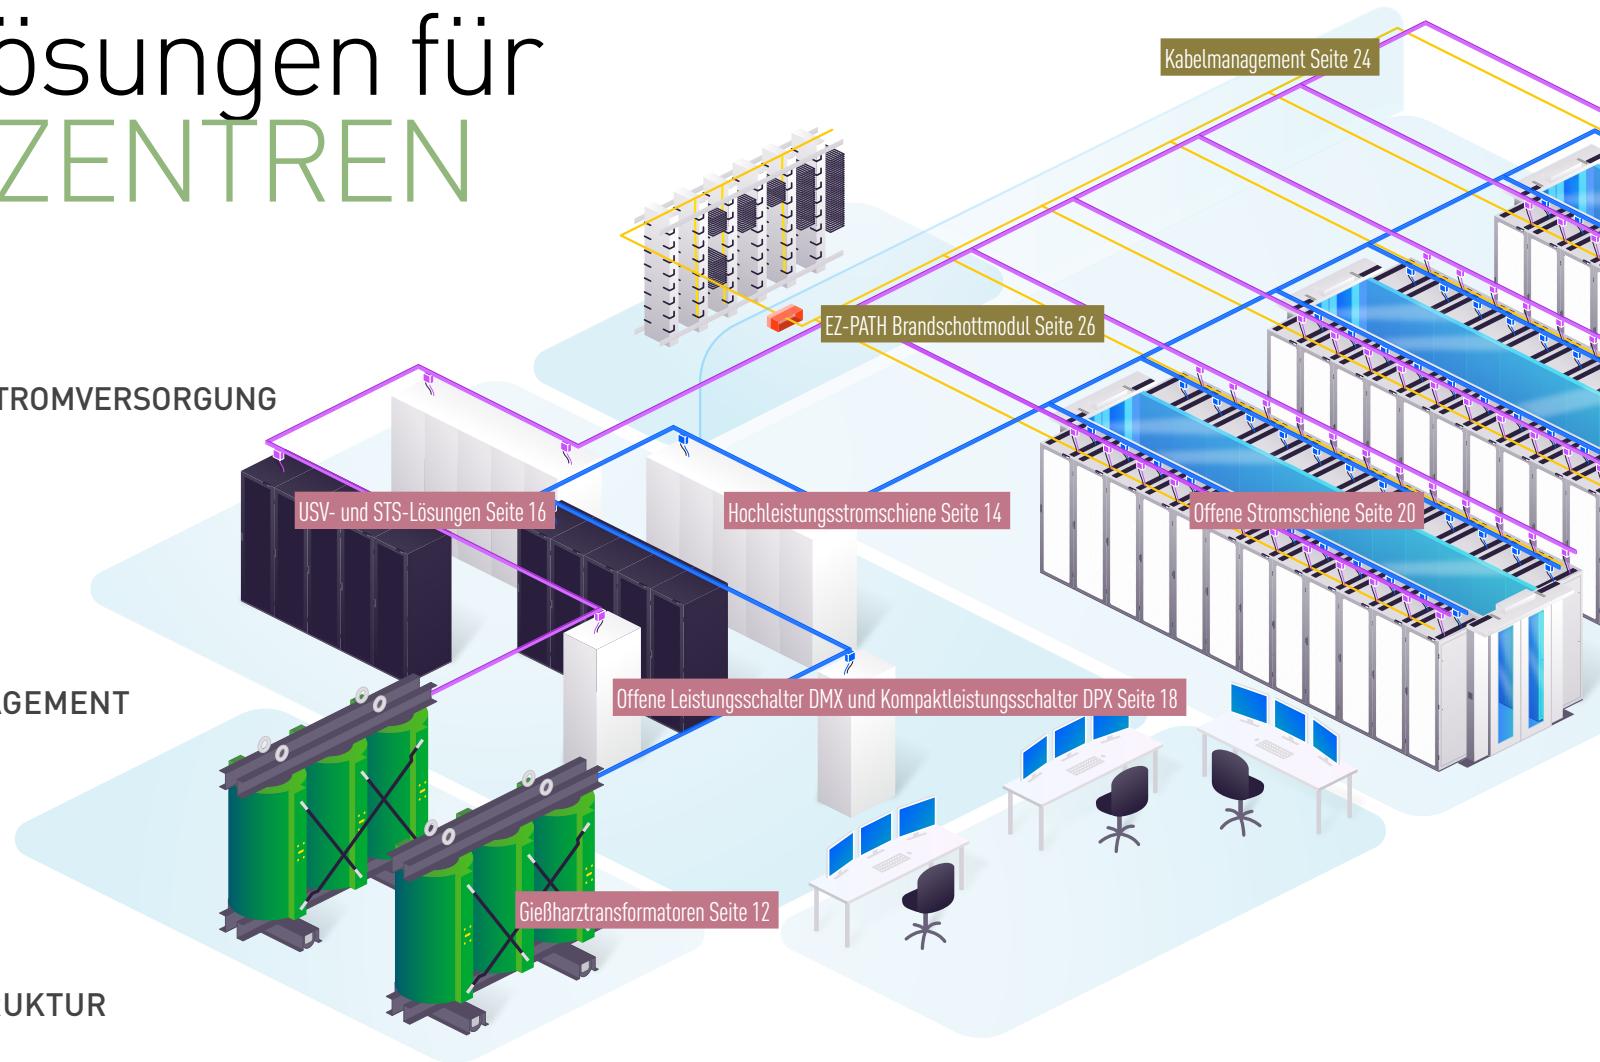 ösungen für
ZENTREN
Kabelmanagement Seite 24
EZ-PATH Brandschottmodul Seite 26
TROMVERSORGUNG
USV- und STS-Lösungen Seite 16
Hochleistungsstromschiene Seite 14
Offene Stromschiene Seite 20
Offene Leistungsschalter DMX und Kompaktleistungsschalter DPX Seite 18
AGEMENT
Gießharztransformatoren Seite 12
UKTUR